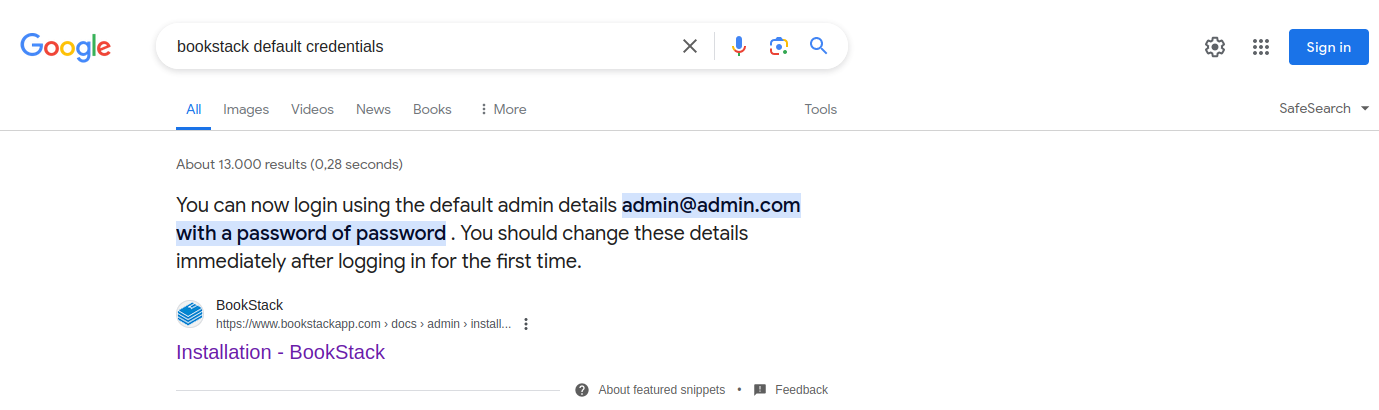 Google
bookstack default credentials
Sign in
All Images Videos News Books More Tools
SafeSearch
About 13.000 results (0,28 seconds)
You can now login using the default admin details admin@admin.com
with a password of password . You should change these details
immediately after logging in for the first time.
BookStack
https://www.bookstackapp.com › docs › admin › install...
Installation - BookStack
About featured snippets • Feedback